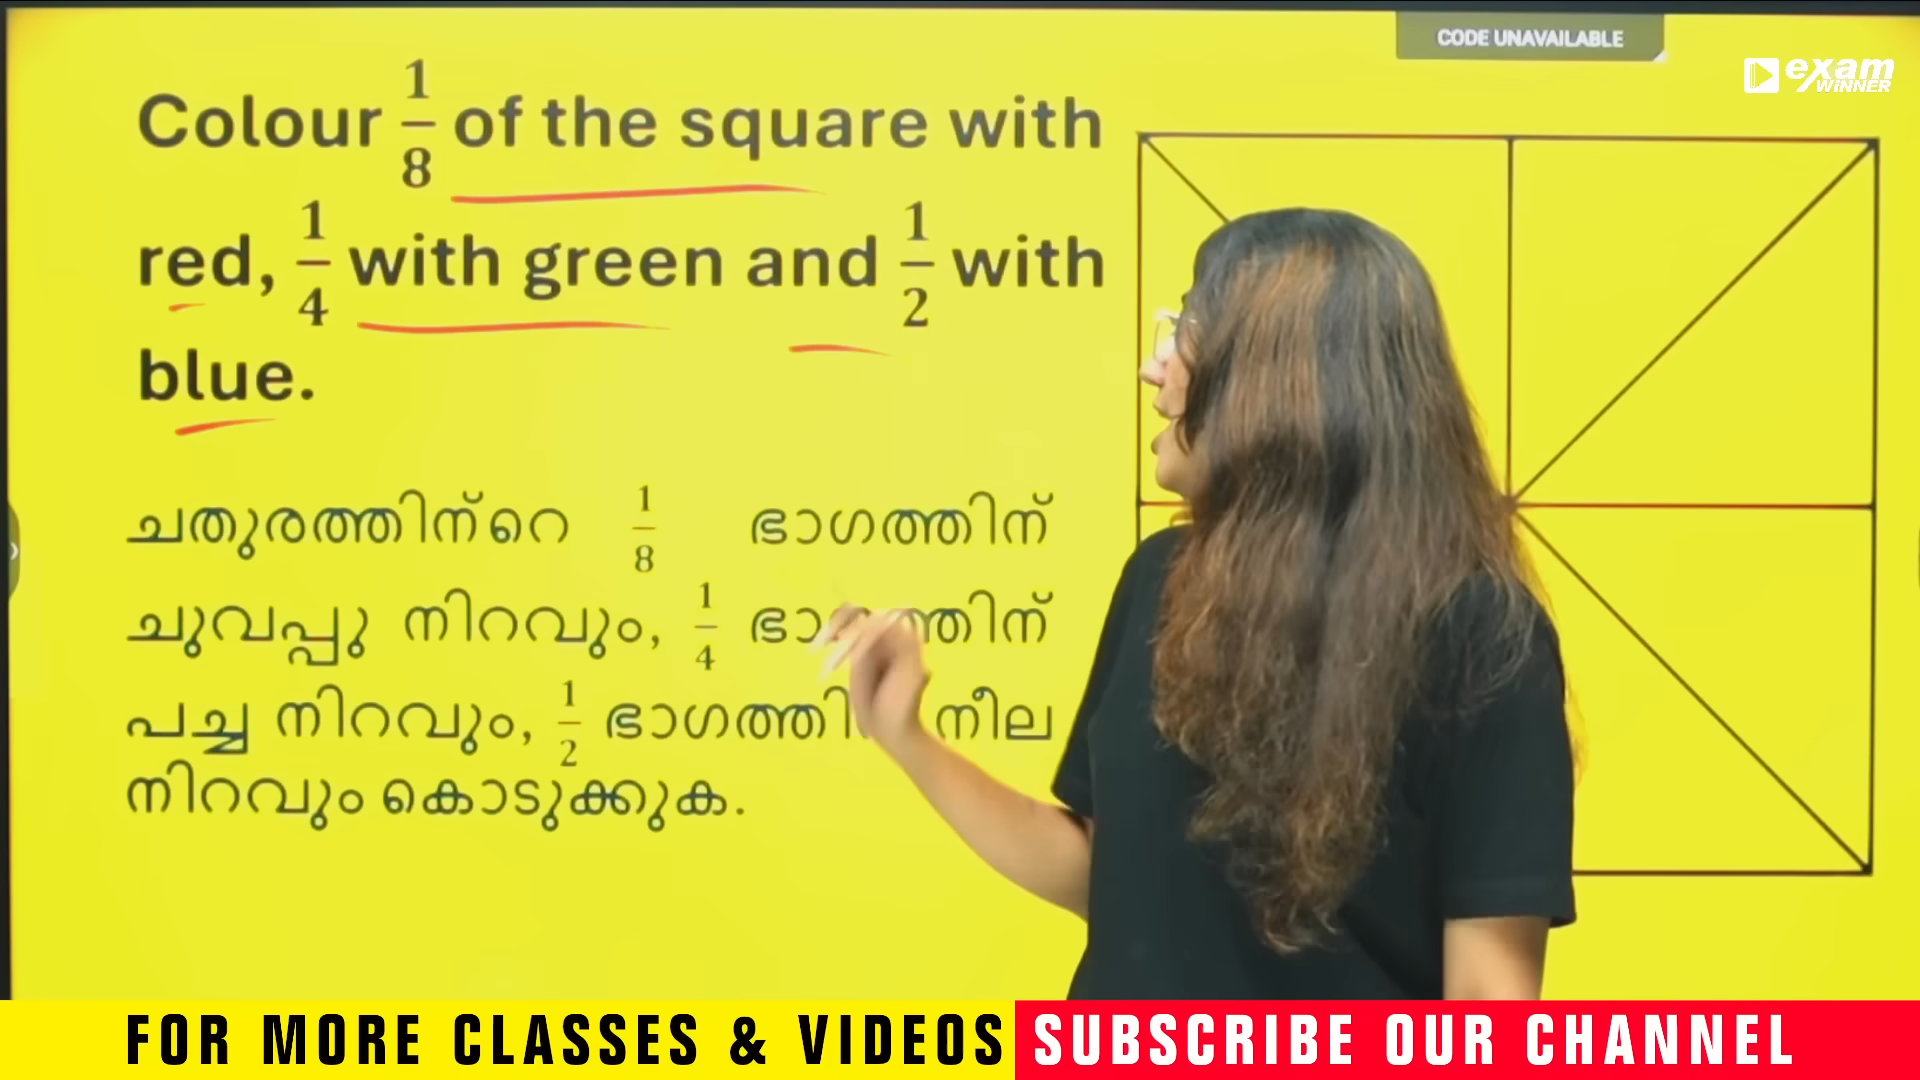 CODE UNAVAILABLE
exam
WINNER
Colour 1/8 of the square with
red, 1/4 with green and 1/2 with
blue.
ചതുരത്തിന്റെ 1/8 ഭാഗത്തിന്
ചുവപ്പു നിറവും, 1/4
പച്ച നിറവും, 1/2 നീല
നിറവും കൊടുക്കുക.
FOR MORE CLASSES & VIDEOS SUBSCRIBE OUR CHANNEL